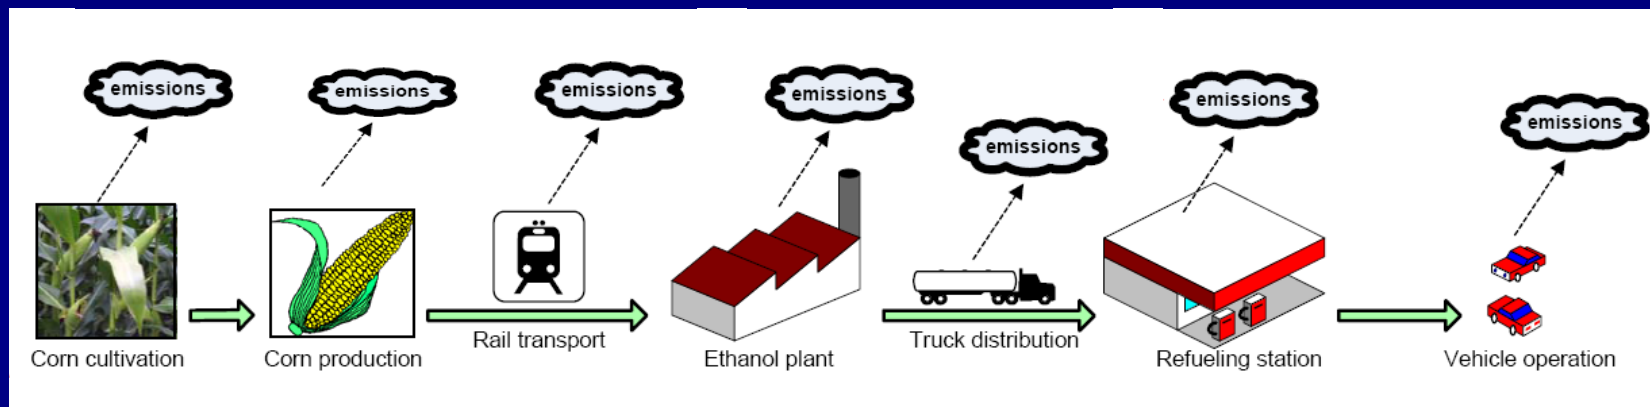 emissions
emissions
emissions
emissions
emissions
emissions
emissions
Corn cultivation
Corn production
Rail transport
Ethanol plant
Truck distribution
Refueling station
Vehicle operation